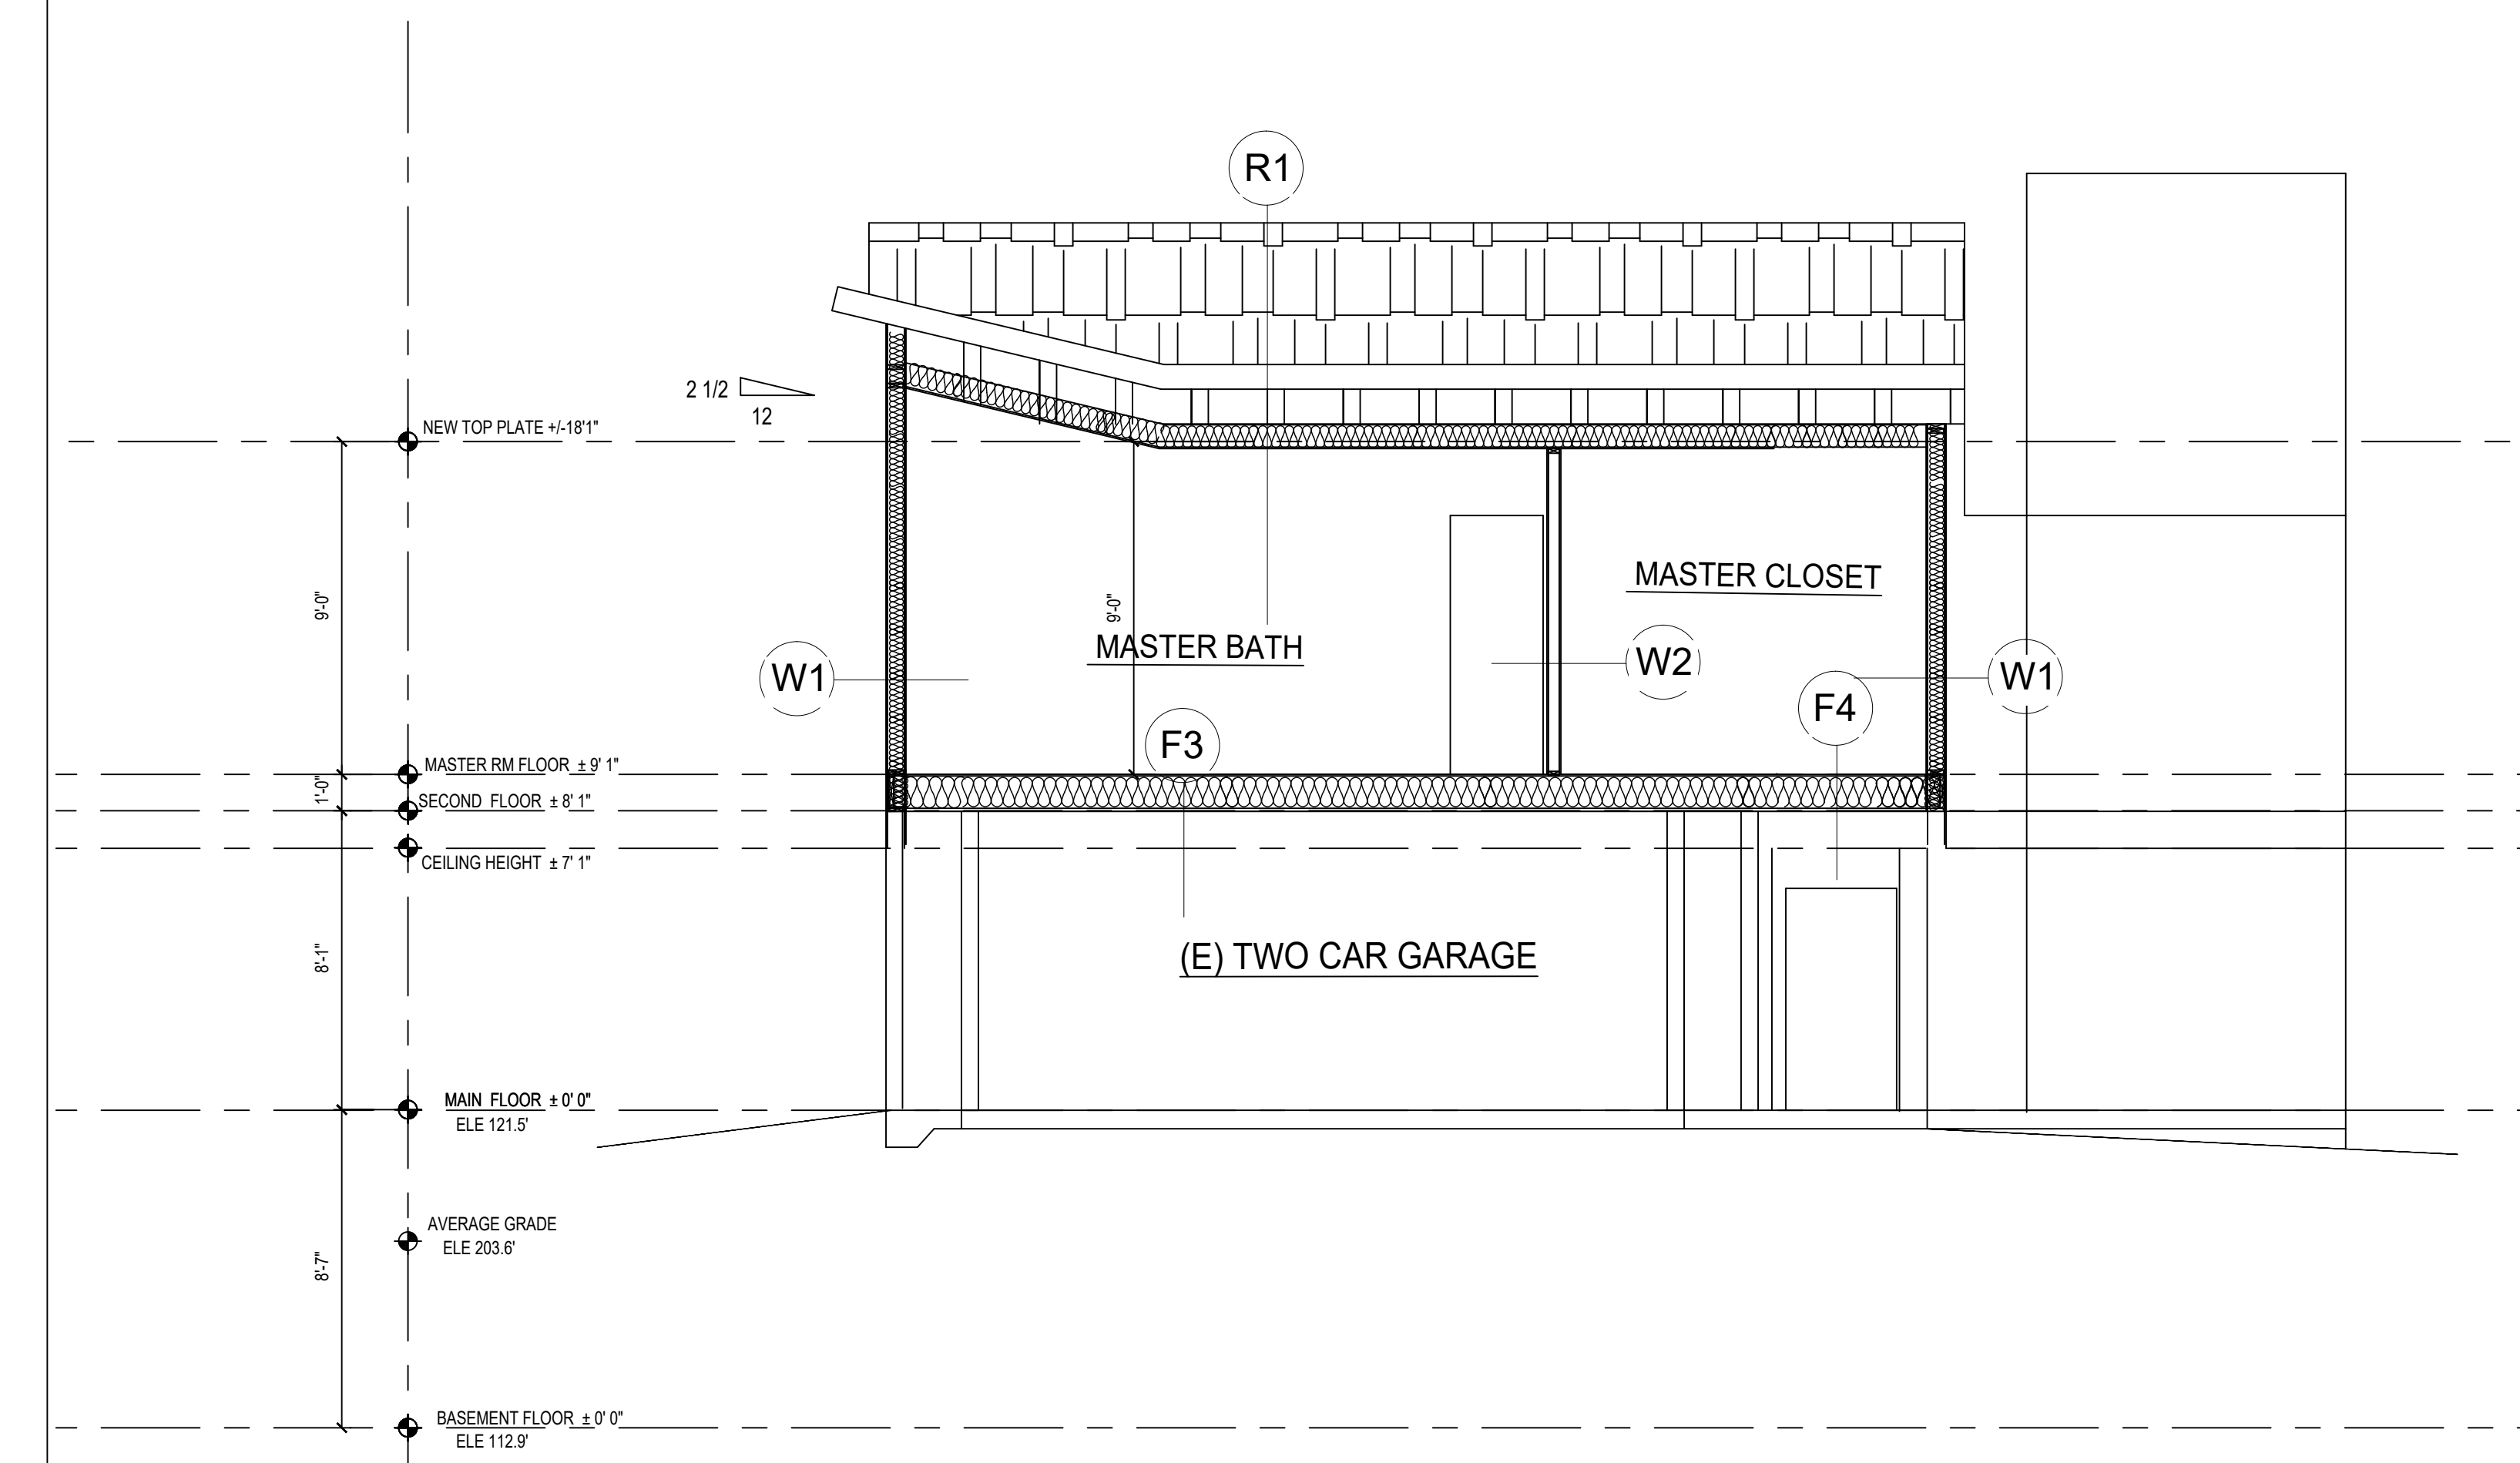 R1
2 1/2
12
NEW TOP PLATE +/-18'1"
9'-0"
9'-0"
MASTER CLOSET
MASTER BATH
W1
W2
W1
F3
F4
MASTER RM FLOOR ± 9' 1"
1'-0"
SECOND FLOOR ± 8' 1"
CEILING HEIGHT ± 7' 1"
8'-1"
(E) TWO CAR GARAGE
MAIN FLOOR ± 0' 0"
ELE 121.5'
AVERAGE GRADE
ELE 203.6'
8'-7"
BASEMENT FLOOR ± 0' 0"
ELE 112.9'